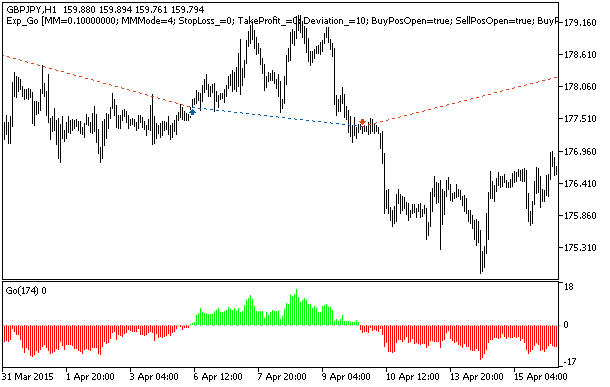 GBPJPY,H1 159.880 159.894 159.761 159.794
Exp_Go [MM=0.10000000; MMMode=4; StopLoss_=0; TakeProfit_=0; Deviation_=10; BuyPosOpen=true; SellPosOpen=true; BuyP
179.160
178.610
178.060
177.510
176.960
176.410
175.860
175.310
Go(174) 0
18
0
-17
31 Mar 2015
1 Apr 20:00
3 Apr 04:00
6 Apr 12:00
7 Apr 20:00
9 Apr 04:00
10 Apr 12:00
13 Apr 20:00
15 Apr 04:00